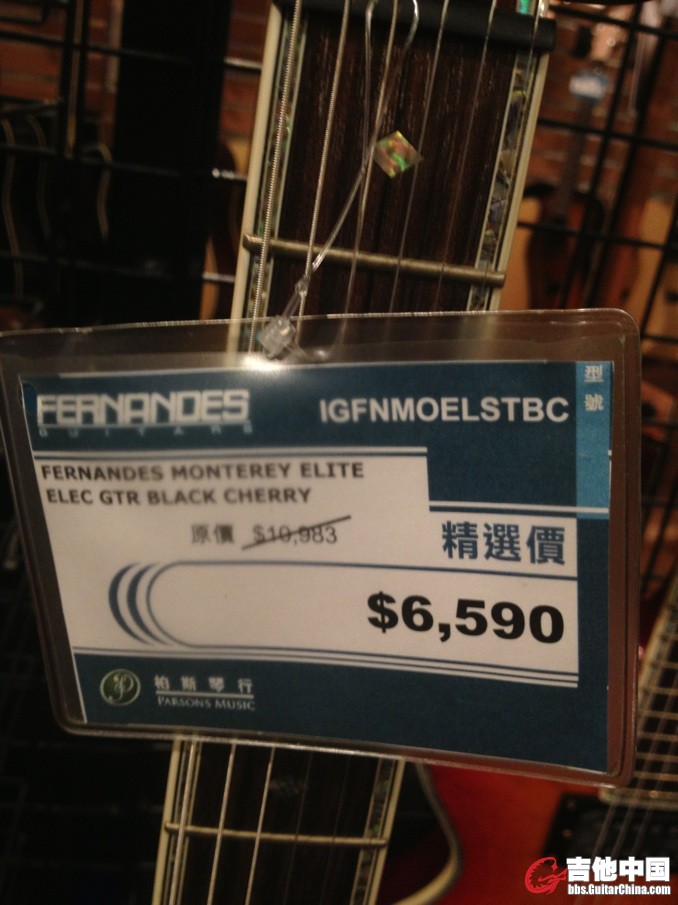 FERNANDES
GUITARS
IGFNMOELSTBC
型號
FERNANDES MONTEREY ELITE
ELEC GTR BLACK CHERRY
原價 $10,983
精選價
$6,590
柏斯琴行
PARSONS MUSIC
吉他中国
bbs.GuitarChina.com